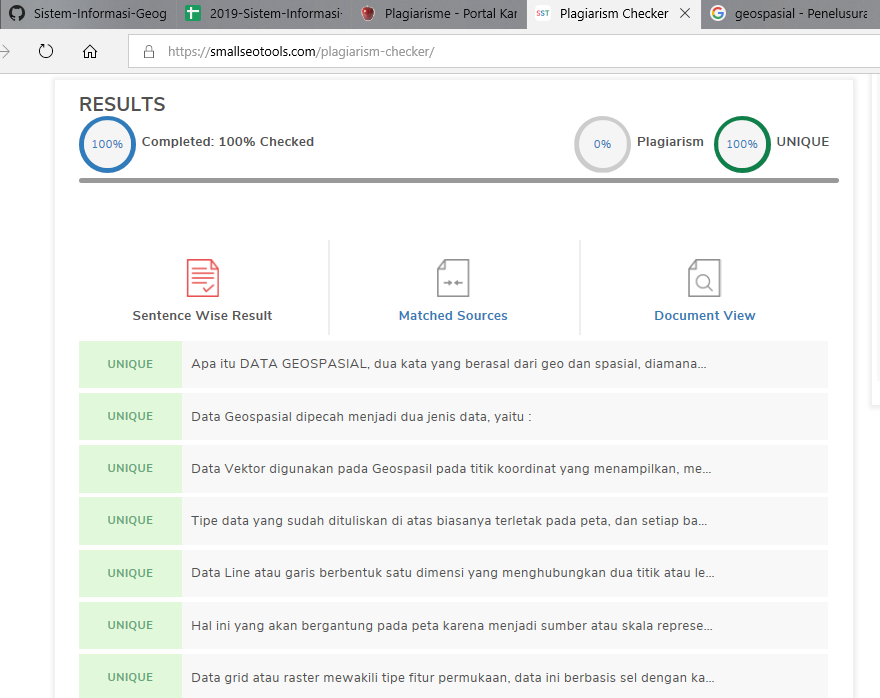 Sistem-Informasi-Geog
2019-Sistem-Informasi-
Plagiarisme - Portal Kar
SST Plagiarism Checker
geospasial - Penelusura
https://smallseotools.com/plagiarism-checker/
RESULTS
100% Completed: 100% Checked 0% Plagiarism 100% UNIQUE
Sentence Wise Result
Matched Sources
Document View
UNIQUE Apa itu DATA GEOSPASIAL, dua kata yang berasal dari geo dan spasial, diamana...
UNIQUE Data Geospasial dipecah menjadi dua jenis data, yaitu :
UNIQUE Data Vektor digunakan pada Geospasil pada titik koordinat yang menampilkan, me...
UNIQUE Tipe data yang sudah dituliskan di atas biasanya terletak pada peta, dan setiap ba...
UNIQUE Data Line atau garis berbentuk satu dimensi yang menghubungkan dua titik atau le...
UNIQUE Hal ini yang akan bergantung pada peta karena menjadi sumber atau skala represe...
UNIQUE Data grid atau raster mewakili tipe fitur permukaan, data ini berbasis sel dengan ka...